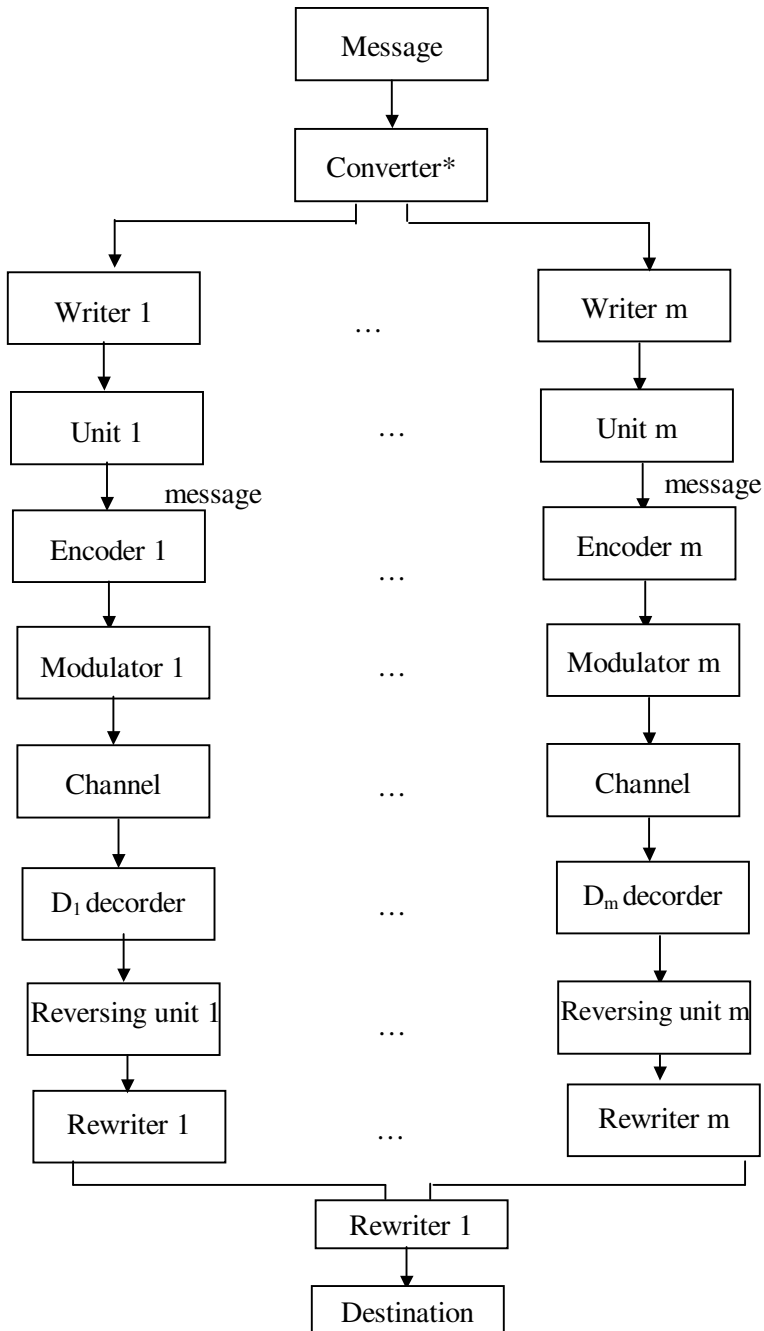 Message
Converter*
Writer 1 … Writer m
Unit 1 … Unit m
message message
Encoder 1 … Encoder m
Modulator 1 … Modulator m
Channel … Channel
D₁ decorder … Dₘ decorder
Reversing unit 1 … Reversing unit m
Rewriter 1 … Rewriter m
Rewriter 1
Destination